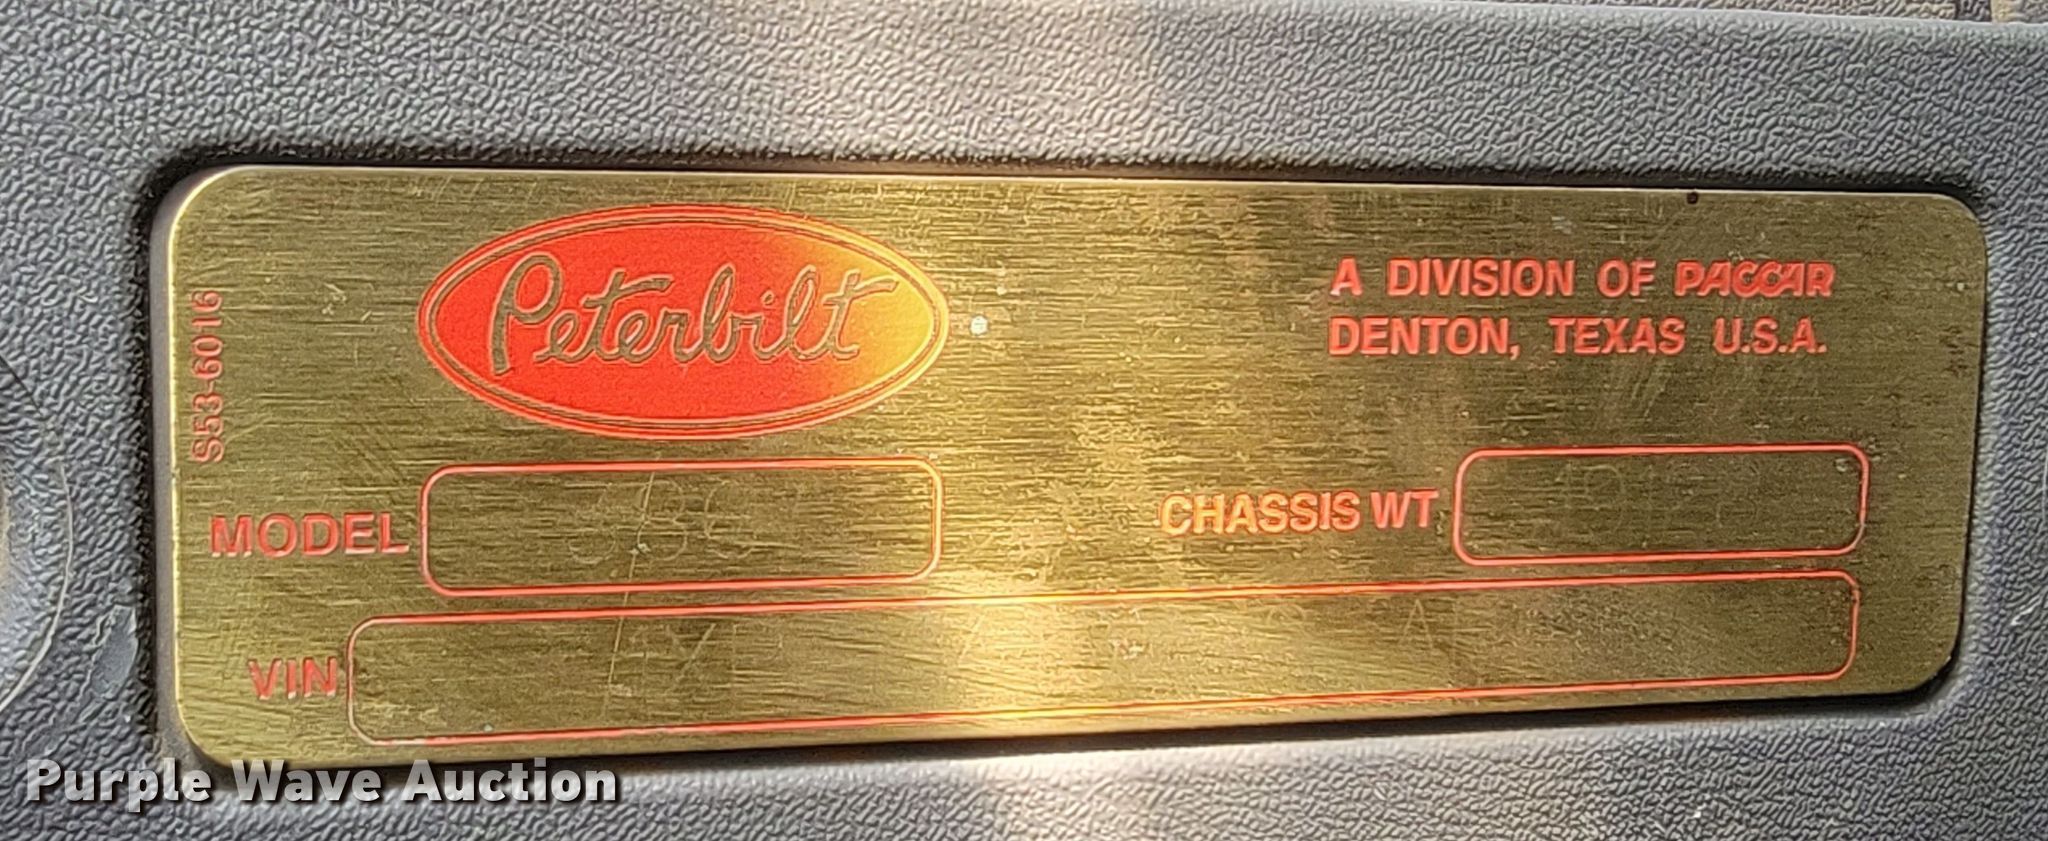 Peterbilt
A DIVISION OF PACCAR
DENTON, TEXAS U.S.A.
S53-6016
MODEL
CHASSIS WT
VIN
Purple Wave Auction